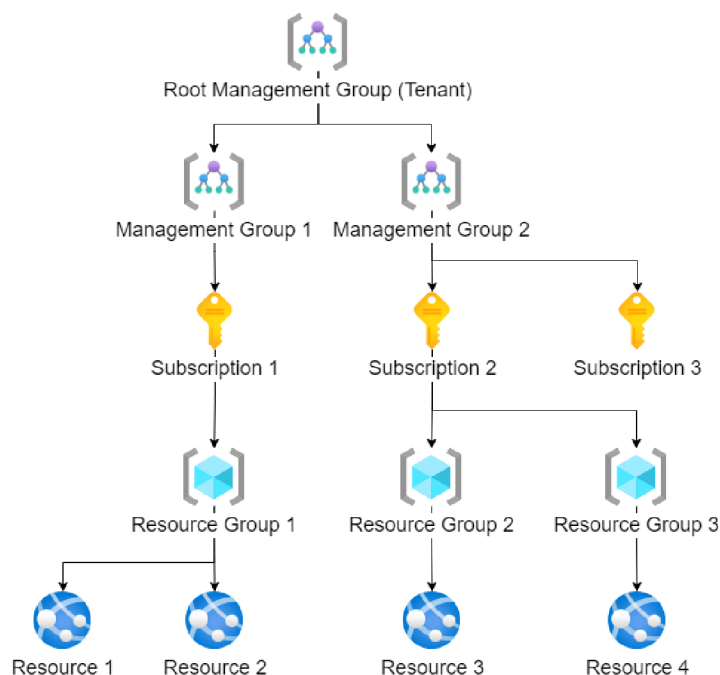 Root Management Group (Tenant)
Management Group 1
Management Group 2
Subscription 1
Subscription 2
Subscription 3
Resource Group 1
Resource Group 2
Resource Group 3
Resource 1
Resource 2
Resource 3
Resource 4